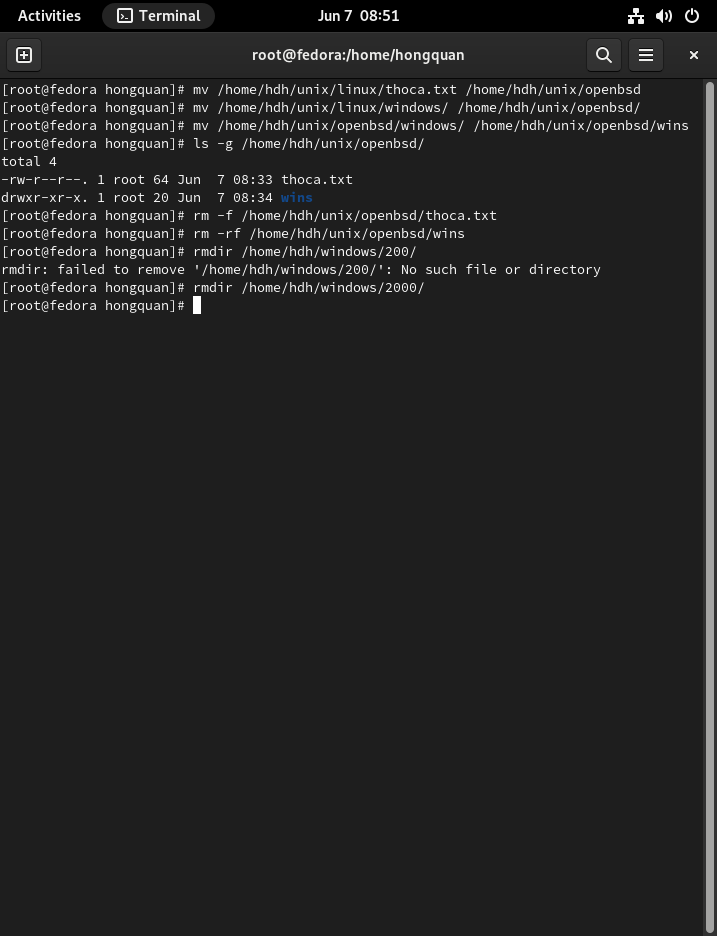 Activities Terminal Jun 7 08:51
root@fedora:/home/hongquan
[root@fedora hongquan]# mv /home/hdh/unix/linux/thoca.txt /home/hdh/unix/openbsd
[root@fedora hongquan]# mv /home/hdh/unix/linux/windows/ /home/hdh/unix/openbsd/
[root@fedora hongquan]# mv /home/hdh/unix/openbsd/windows/ /home/hdh/unix/openbsd/wins
[root@fedora hongquan]# ls -g /home/hdh/unix/openbsd/
total 4
-rw-r--r--. 1 root 64 Jun  7 08:33 thoca.txt
drwxr-xr-x. 1 root 20 Jun  7 08:34 wins
[root@fedora hongquan]# rm -f /home/hdh/unix/openbsd/thoca.txt
[root@fedora hongquan]# rm -rf /home/hdh/unix/openbsd/wins
[root@fedora hongquan]# rmdir /home/hdh/windows/200/
rmdir: failed to remove '/home/hdh/windows/200/': No such file or directory
[root@fedora hongquan]# rmdir /home/hdh/windows/2000/
[root@fedora hongquan]#